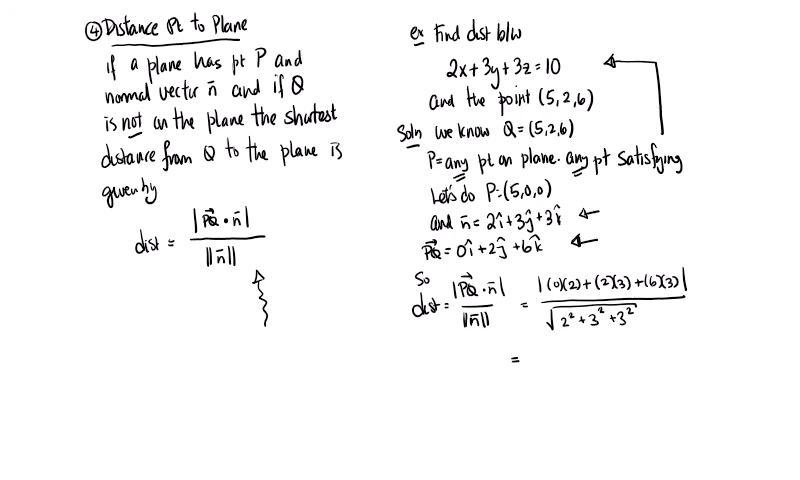 ④ Distance Pt to Plane
if a plane has pt P and
normal vector n̄ and if Q
is not on the plane the shortest
distance from Q to the plane is
given by
dist = |P⃗Q • n̄| / ||n̄||
ex Find dist b/w
2x+3y+3z=10
and the point (5,2,6)
Soln we know Q=(5,2,6)
P=any pt on plane. any pt satisfying
Let's do P=(5,0,0)
and n̄=2î+3ĵ+3k̂
P⃗Q=0î+2ĵ+6k̂
So
dist = |P⃗Q • n̄| / ||n̄|| = |(0)(2)+(2)(3)+(6)(3)| / √(2²+3²+3²)
=